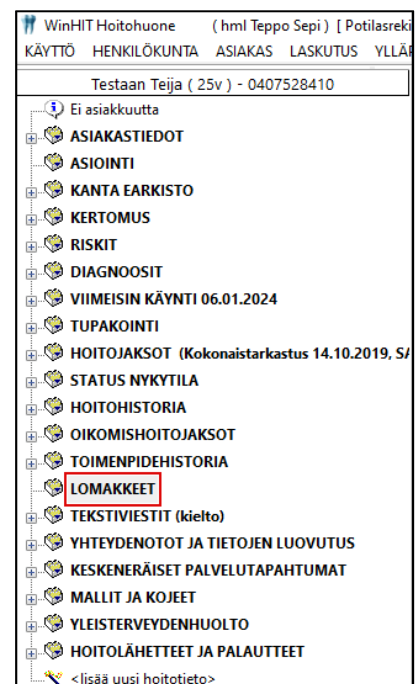 WinHIT Hoitohuone ( hml Teppo Sepi ) [ Potilasreki
KÄYTTÖ HENKILÖKUNTA ASIAKAS LASKUTUS YLLÄ
Testaan Teija ( 25v ) - 0407528410
Ei asiakkuutta
ASIAKASTIEDOT
ASIOINTI
KANTA EARKISTO
KERTOMUS
RISKIT
DIAGNOOSIT
VIIMEISIN KÄYNTI 06.01.2024
TUPAKOINTI
HOITOJAKSOT (Kokonaistarkastus 14.10.2019, SA
STATUS NYKYTILA
HOITOHISTORIA
OIKOMISHOITOJAKSOT
TOIMENPIDEHISTORIA
LOMAKKEET
TEKSTIVIESTIT (kielto)
YHTEYDENOTOT JA TIETOJEN LUOVUTUS
KESKENERÄISET PALVELUTAPAHTUMAT
MALLIT JA KOJEET
YLEISTERVEYDENHUOLTO
HOITOLÄHETTEET JA PALAUTTEET
<lisää uusi hoitotieto>